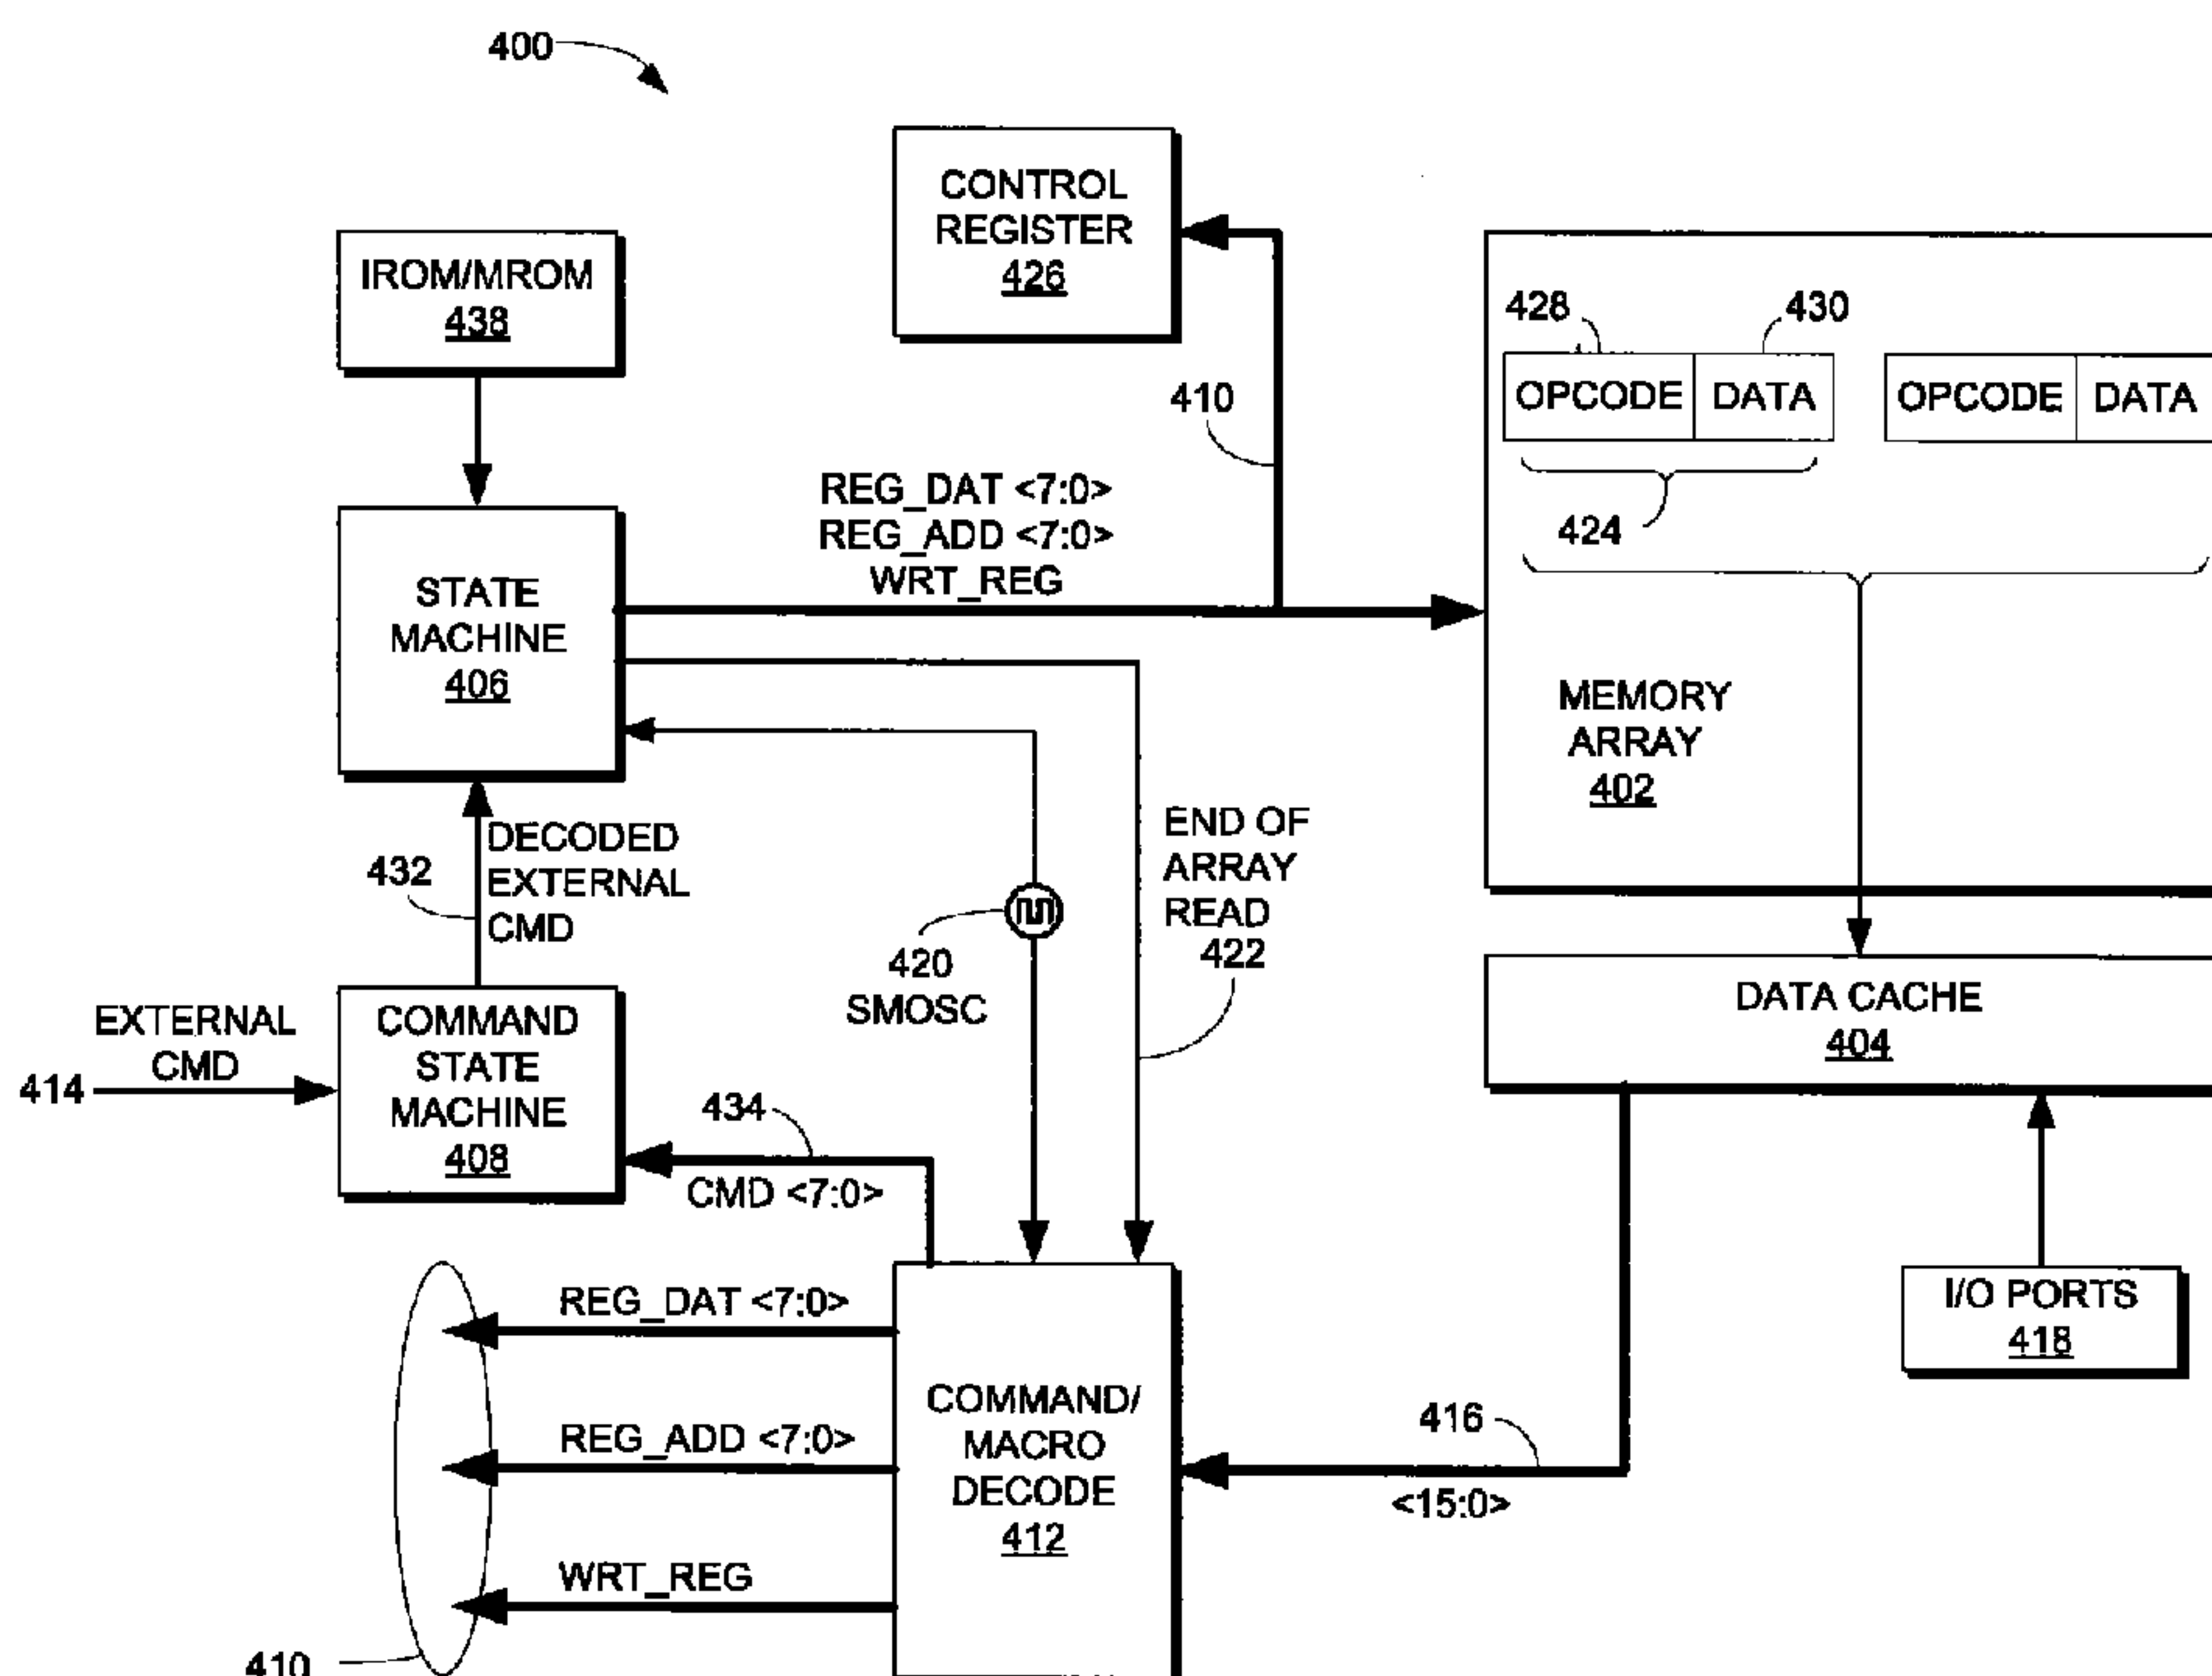 400
CONTROL
REGISTER
426
IROM/MROM
438
428
430
OPCODE
DATA
OPCODE
DATA
410
424
REG_DAT <7:0>
REG_ADD <7:0>
WRT_REG
STATE
MACHINE
406
MEMORY
ARRAY
402
432
DECODED
EXTERNAL
CMD
END OF
ARRAY
READ
422
420
SMOSC
DATA CACHE
404
EXTERNAL
CMD
414
COMMAND
STATE
MACHINE
408
434
CMD <7:0>
I/O PORTS
418
REG_DAT <7:0>
REG_ADD <7:0>
WRT_REG
COMMAND/
MACRO
DECODE
412
416
<15:0>
410